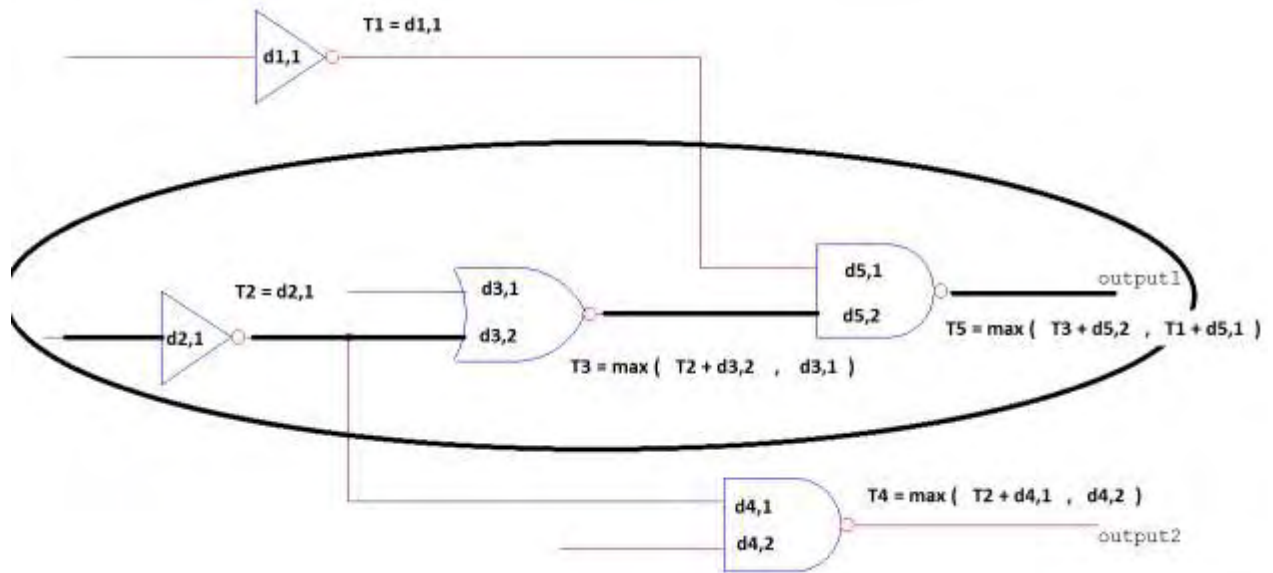 T1 = d1,1
d1,1
d5,1
output1
T2 = d2,1
d3,1
d5,2
T5 = max ( T3 + d5,2 , T1 + d5,1 )
d2,1
d3,2
T3 = max ( T2 + d3,2 , d3,1 )
T4 = max ( T2 + d4,1 , d4,2 )
d4,1
output2
d4,2